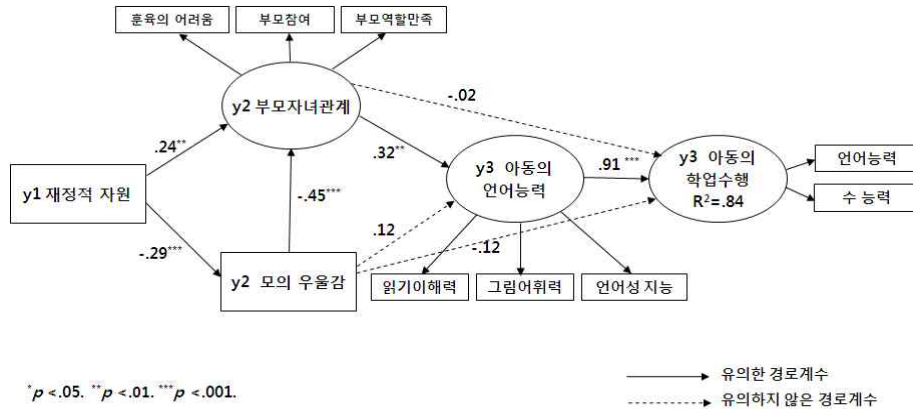 훈육의 어려움
부모참여
부모역할만족
y2 부모자녀관계
-.02
.24**
.32**
y1 재정적 자원
-.45***
y3 아동의
언어능력
.91 ***
y3 아동의
학업수행
R²=.84
언어능력
수 능력
-.29***
.12
-.12
y2 모의 우울감
읽기이해력
그림어휘력
언어성 지능
*p <.05. **p <.01. ***p <.001.
유의한 경로계수
유의하지 않은 경로계수